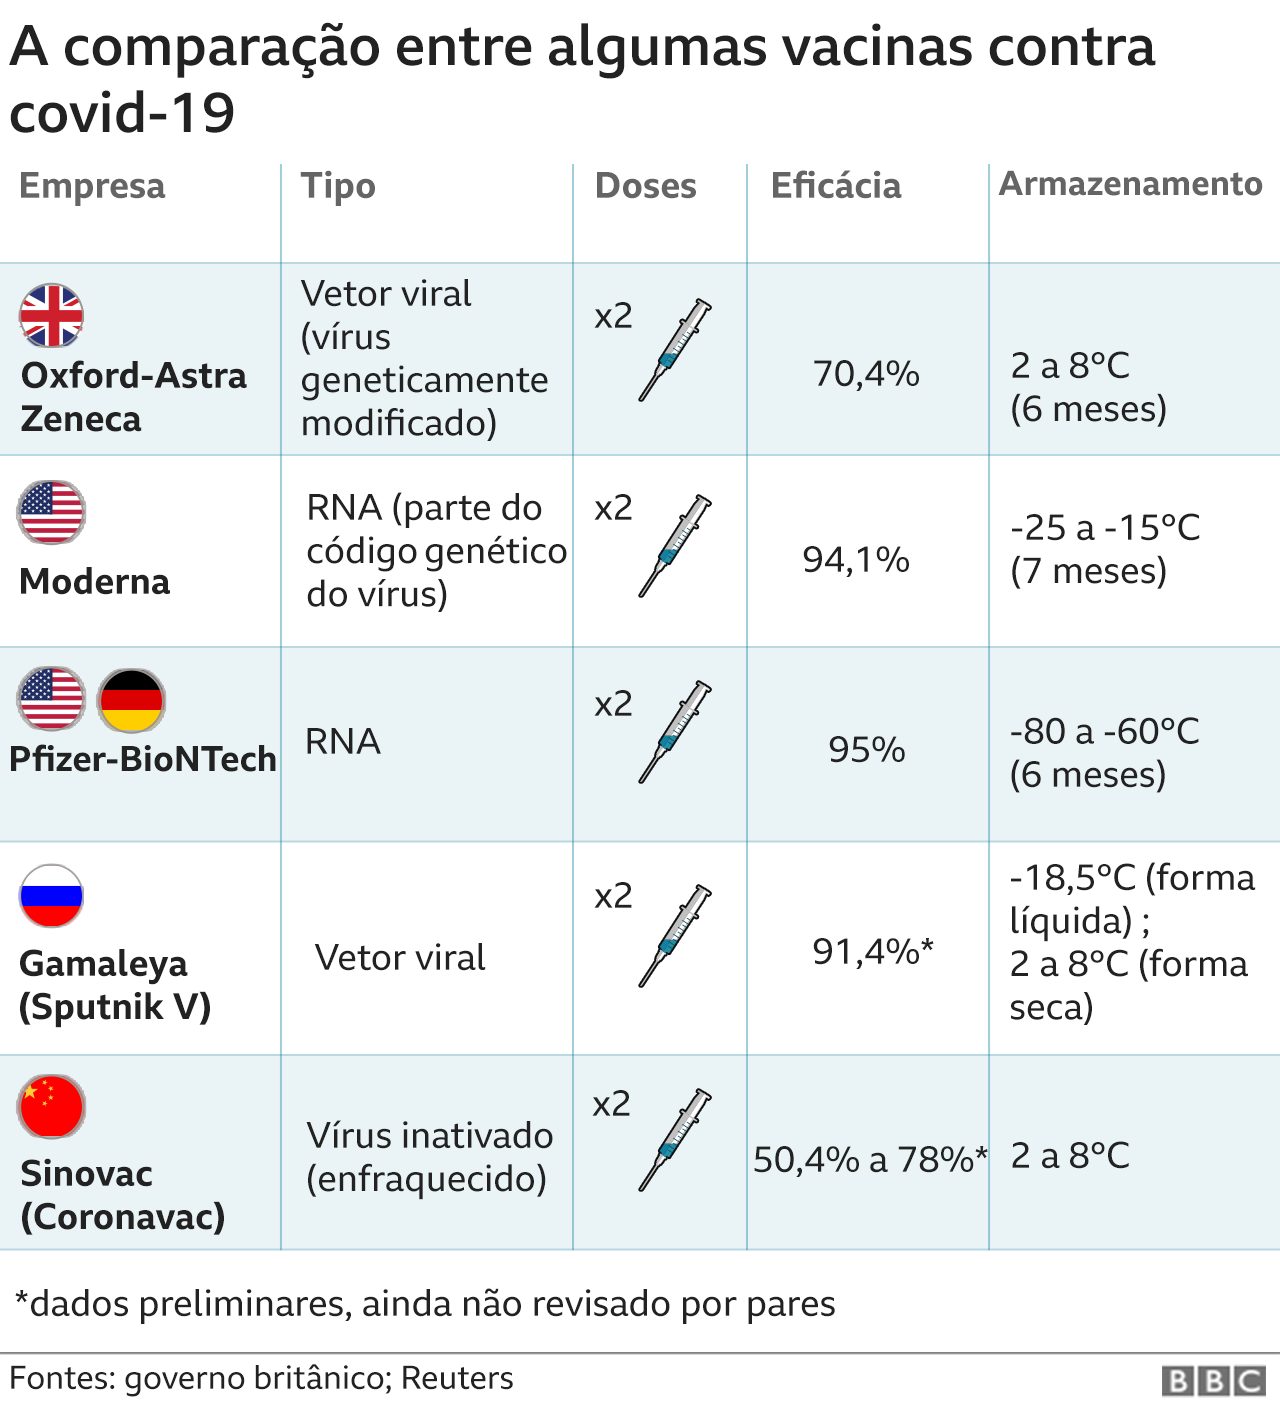 A comparação entre algumas vacinas contra
covid-19
Empresa
Tipo
Doses
Eficácia
Armazenamento
Oxford-Astra
Zeneca
Vetor viral
(vírus
geneticamente
modificado)
x2
70,4%
2 a 8°C
(6 meses)
Moderna
RNA (parte do
código genético
do vírus)
x2
94,1%
-25 a -15°C
(7 meses)
Pfizer-BioNTech
RNA
x2
95%
-80 a -60°C
(6 meses)
Gamaleya
(Sputnik V)
Vetor viral
x2
91,4%*
-18,5°C (forma
líquida) ;
2 a 8°C (forma
seca)
Sinovac
(Coronavac)
Vírus inativado
(enfraquecido)
x2
50,4% a 78%*
2 a 8°C
*dados preliminares, ainda não revisado por pares
Fontes: governo britânico; Reuters
BBC